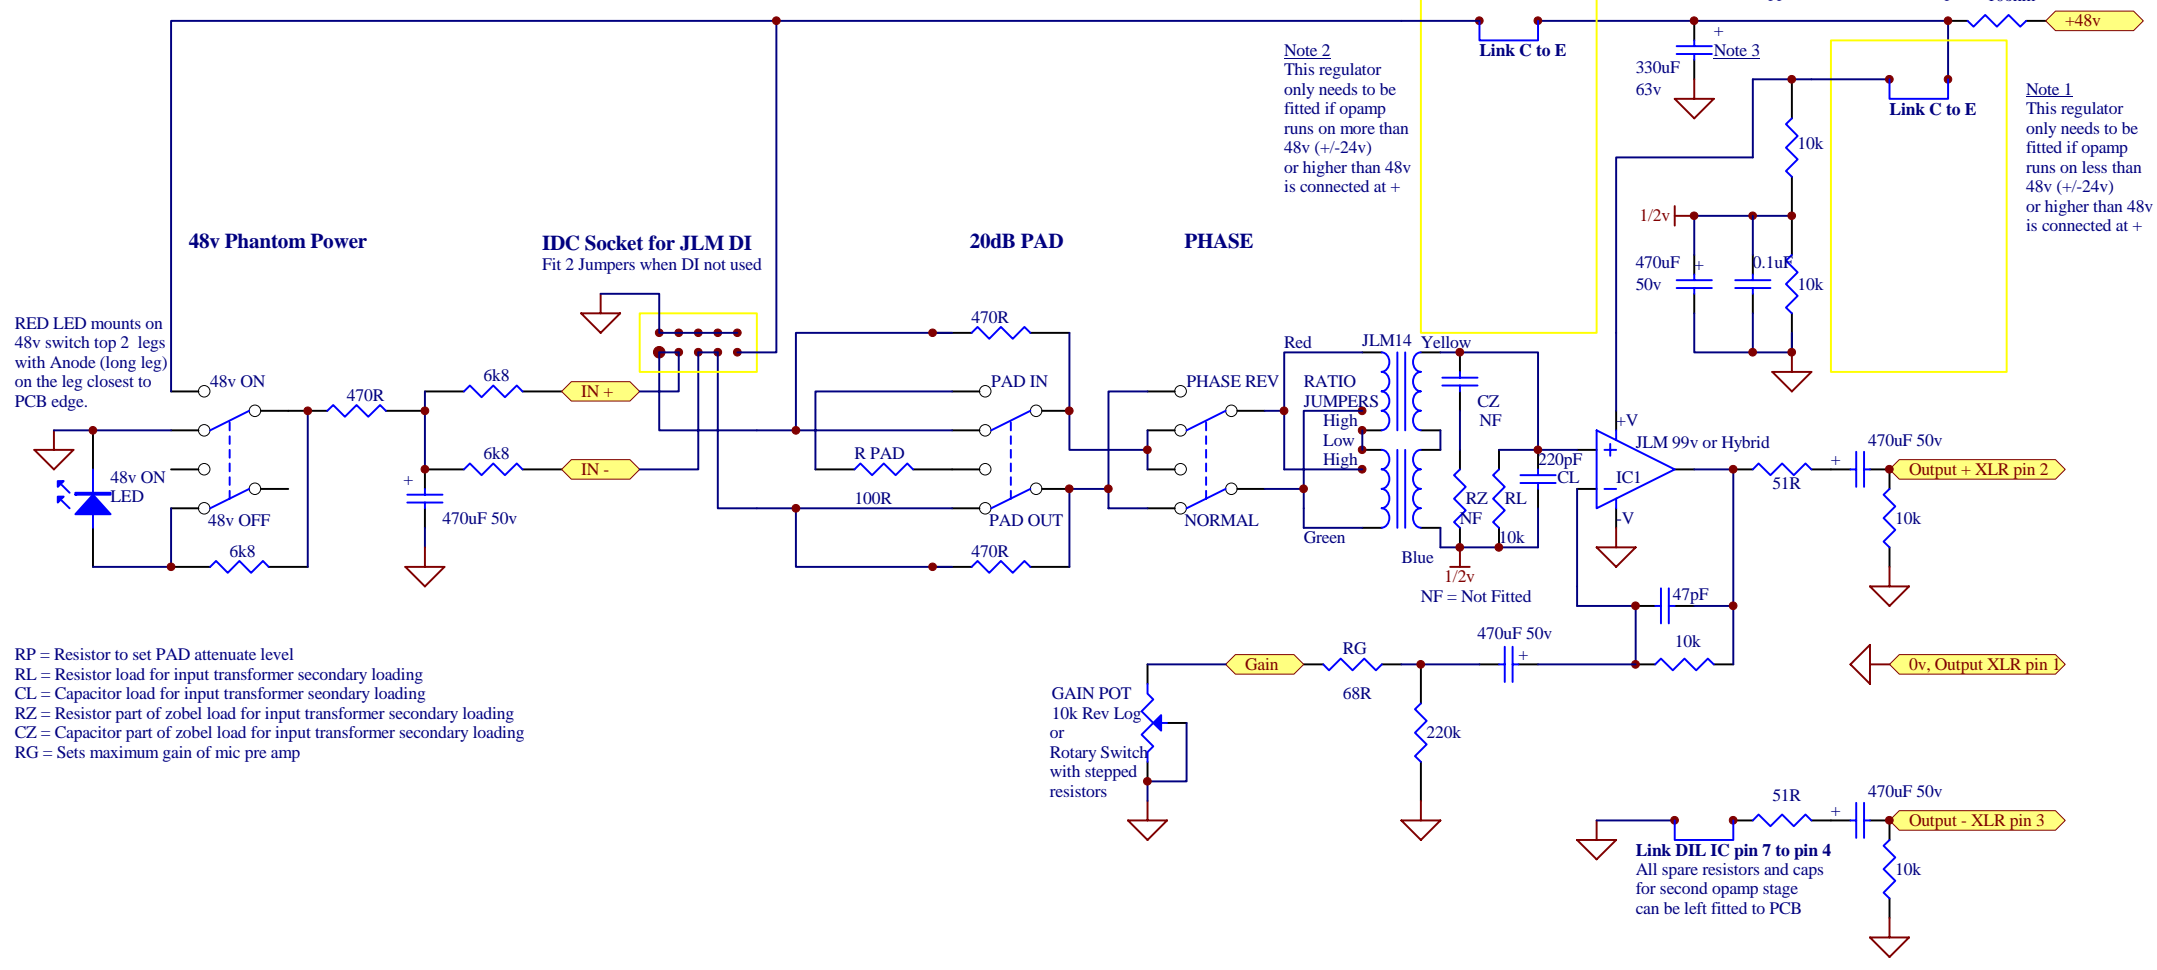 +48v
Note 2
This regulator
only needs to be
fitted if opamp
runs on more than
48v (+/-24v)
or higher than 48v
is connected at +
Link C to E
+
Note 3
330uF
63v
Link C to E
10k
Note 1
This regulator
only needs to be
fitted if opamp
runs on less than
48v (+/-24v)
or higher than 48v
is connected at +
1/2v
470uF
50v
+
0.1uF
10k
48v Phantom Power
IDC Socket for JLM DI
Fit 2 Jumpers when DI not used
20dB PAD
PHASE
RED LED mounts on
48v switch top 2 legs
with Anode (long leg)
on the leg closest to
PCB edge.
48v ON
470R
6k8
IN +
6k8
IN -
48v ON
LED
48v OFF
6k8
+
470uF 50v
470R
PAD IN
R PAD
100R
PAD OUT
470R
PHASE REV
NORMAL
Red
JLM14
Yellow
RATIO
JUMPERS
High
Low
High
Green
Blue
CZ
NF
RZ
NF
RL
10k
220pF
CL
1/2v
NF = Not Fitted
+V
JLM 99v or Hybrid
+
IC1
-
-V
51R
+
470uF 50v
Output + XLR pin 2
10k
47pF
10k
470uF 50v
+
Gain
RG
68R
220k
GAIN POT
10k Rev Log
or
Rotary Switch
with stepped
resistors
0v, Output XLR pin 1
RP = Resistor to set PAD attenuate level
RL = Resistor load for input transformer secondary loading
CL = Capacitor load for input transformer sendary loading
RZ = Resistor part of zobel load for input transformer secondary loading
CZ = Capacitor part of zobel load for input transformer secondary loading
RG = Sets maximum gain of mic pre amp
51R
+
470uF 50v
Output - XLR pin 3
10k
Link DIL IC pin 7 to pin 4
All spare resistors and caps
for second opamp stage
can be left fitted to PCB